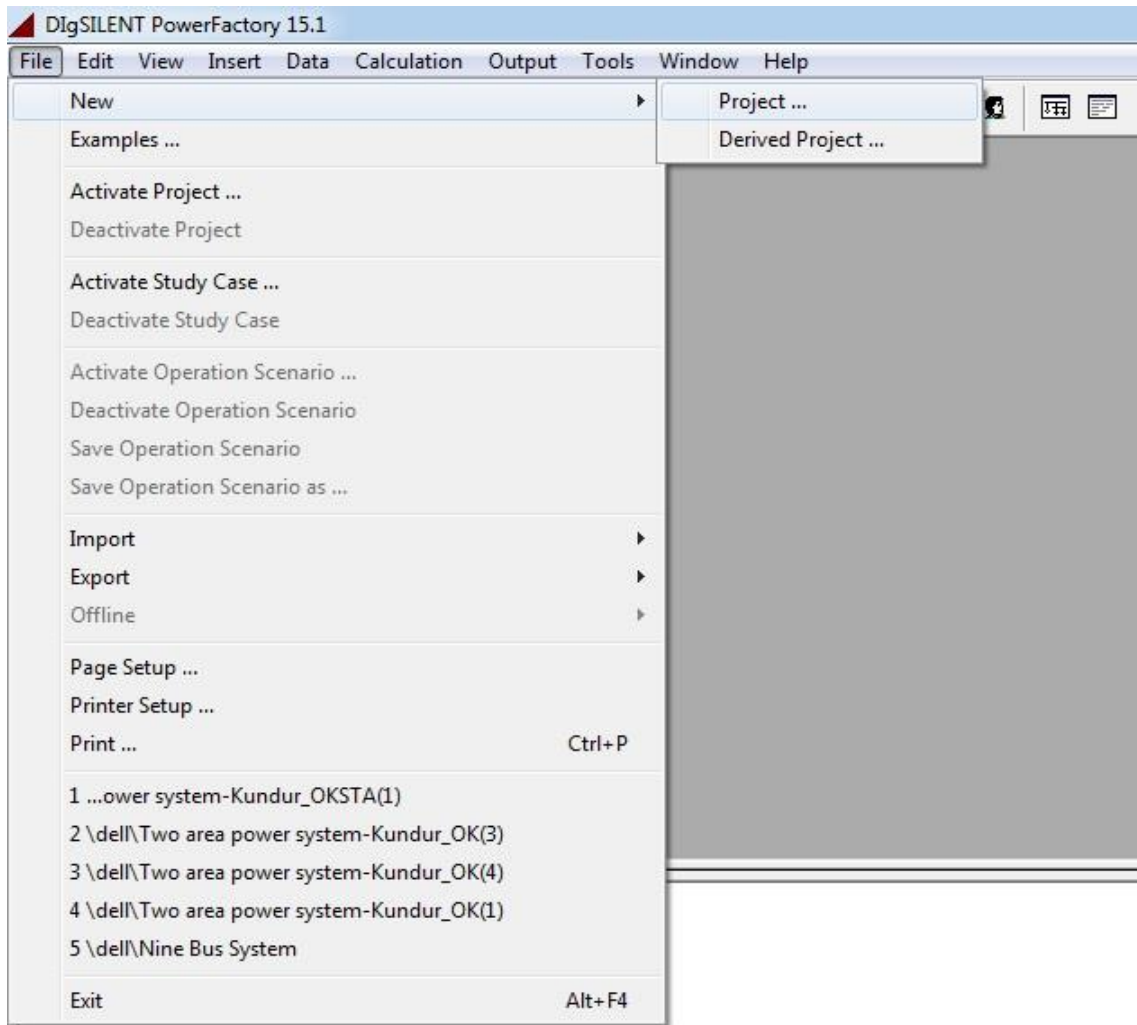 DIgSILENT PowerFactory 15.1
File Edit View Insert Data Calculation Output Tools Window Help
New
Project ...
Examples ...
Derived Project ...
Activate Project ...
Deactivate Project
Activate Study Case ...
Deactivate Study Case
Activate Operation Scenario ...
Deactivate Operation Scenario
Save Operation Scenario
Save Operation Scenario as ...
Import
Export
Offline
Page Setup ...
Printer Setup ...
Print ... Ctrl+P
1 ...ower system-Kundur_OKSTA(1)
2 \dell\Two area power system-Kundur_OK(3)
3 \dell\Two area power system-Kundur_OK(4)
4 \dell\Two area power system-Kundur_OK(1)
5 \dell\Nine Bus System
Exit Alt+F4